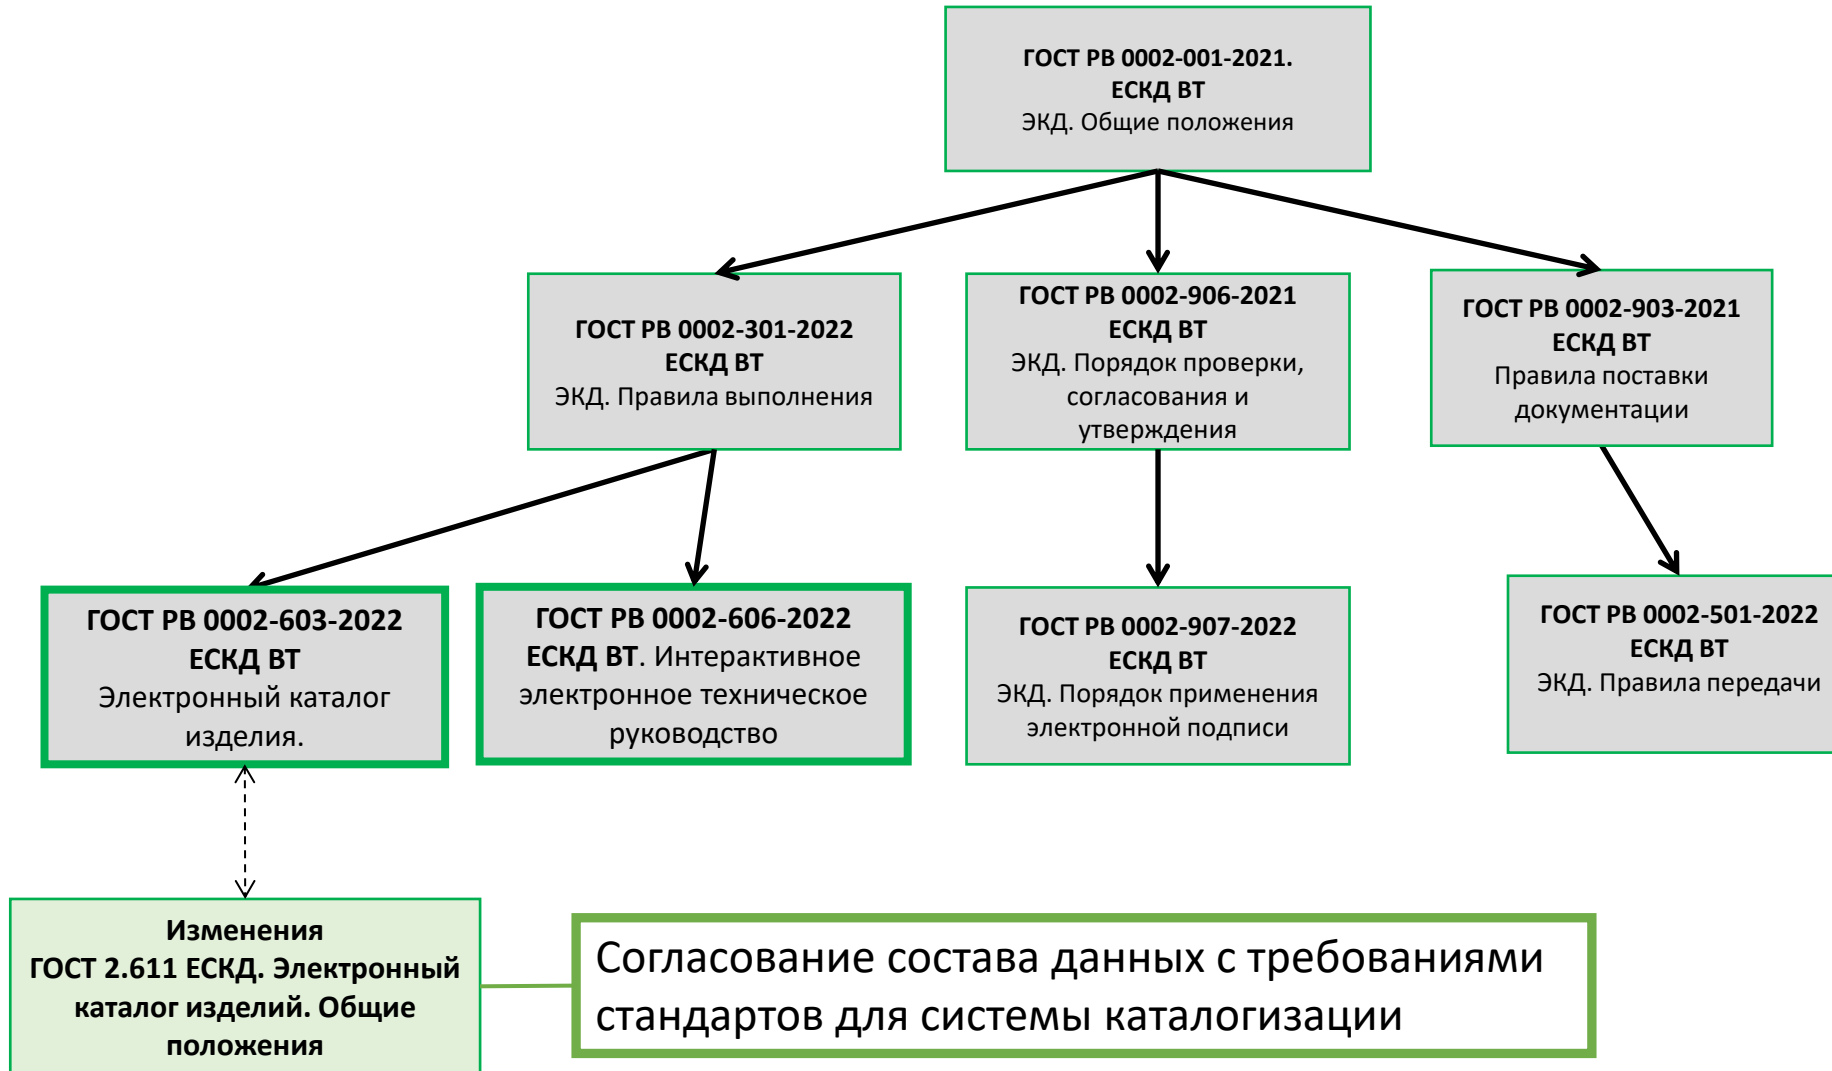 ГОСТ РВ 0002-001-2021.
ЕСКД ВТ
ЭКД. Общие положения
ГОСТ РВ 0002-301-2022
ЕСКД ВТ
ЭКД. Правила выполнения
ГОСТ РВ 0002-906-2021
ЕСКД ВТ
ЭКД. Порядок проверки,
согласования и
утверждения
ГОСТ РВ 0002-903-2021
ЕСКД ВТ
Правила поставки
документации
ГОСТ РВ 0002-603-2022
ЕСКД ВТ
Электронный каталог
изделия.
ГОСТ РВ 0002-606-2022
ЕСКД ВТ. Интерактивное
электронное техническое
руководство
ГОСТ РВ 0002-907-2022
ЕСКД ВТ
ЭКД. Порядок применения
электронной подписи
ГОСТ РВ 0002-501-2022
ЕСКД ВТ
ЭКД. Правила передачи
Изменения
ГОСТ 2.611 ЕСКД. Электронный
каталог изделий. Общие
положения
Согласование состава данных с требованиями
стандартов для системы каталогизации